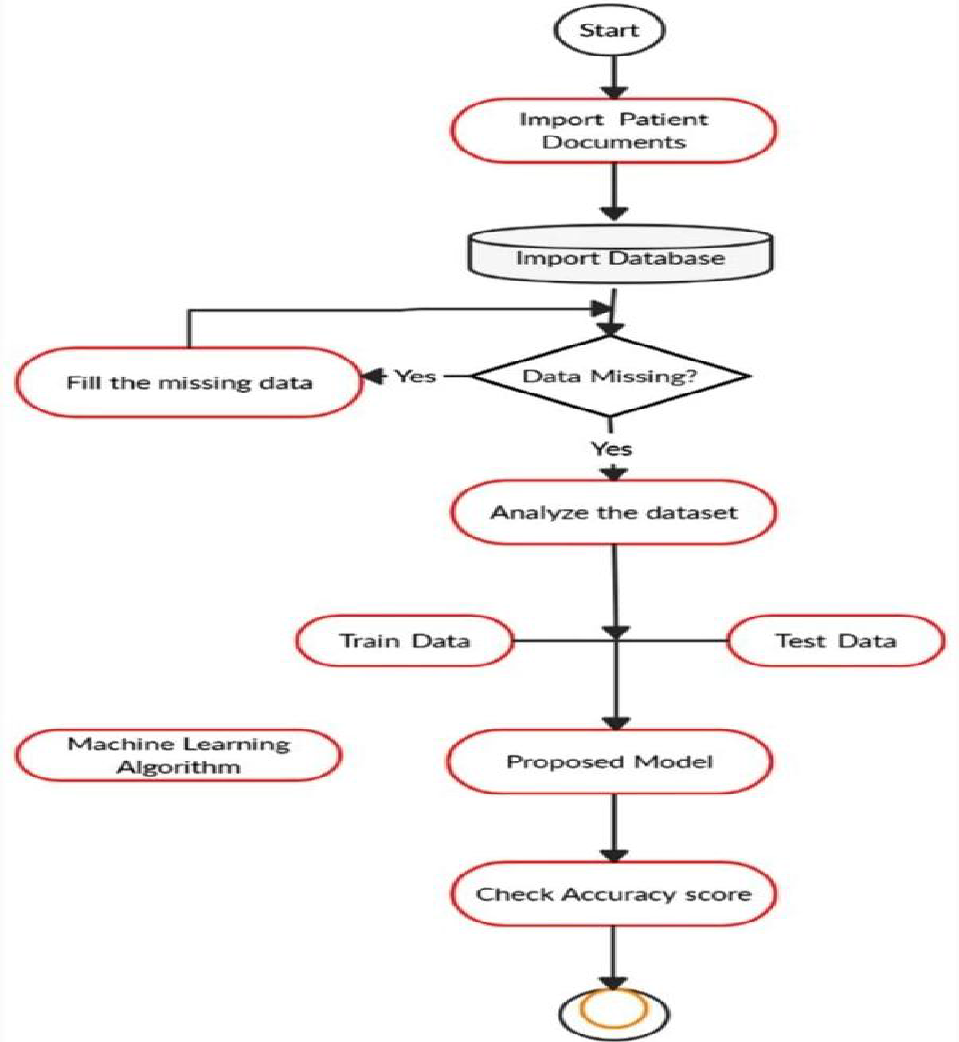 Start
Import Patient
Documents
Import Database
Fill the missing data
Yes
Data Missing?
Yes
Analyze the dataset
Train Data
Test Data
Machine Learning
Algorithm
Proposed Model
Check Accuracy score